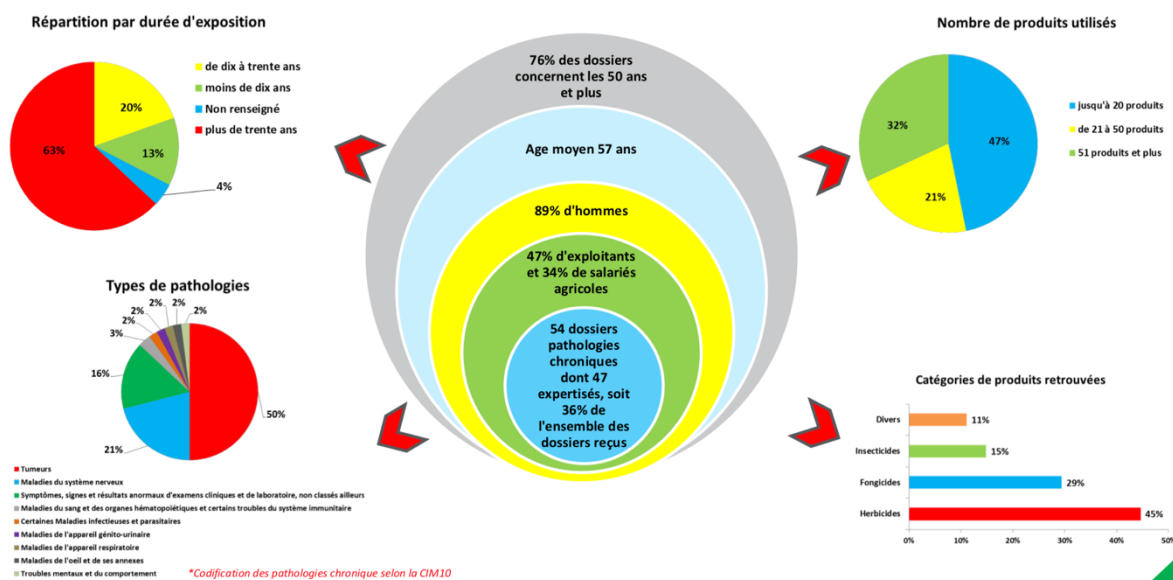 Répartition par durée d'exposition
de dix à trente ans
moins de dix ans
Non renseigné
plus de trente ans
20%
13%
4%
63%
76% des dossiers
concernent les 50 ans
et plus
Age moyen 57 ans
89% d'hommes
47% d'exploitants
et 34% de salariés
agricoles
54 dossiers
pathologies
chroniques
dont 47
expertisés, soit
36% de
l'ensemble des
dossiers reçus
Nombre de produits utilisés
jusqu'à 20 produits
de 21 à 50 produits
51 produits et plus
47%
21%
32%
Types de pathologies
50%
21%
16%
3%
2%
2%
2%
2%
2%
Tumeurs
Maladies du système nerveux
Symptômes, signes et résultats anormaux d'examens cliniques et de laboratoire, non classés ailleurs
Maladies du sang et des organes hématopoïétiques et certains troubles du système immunitaire
Certaines Maladies infectieuses et parasitaires
Maladies de l'appareil génito-urinaire
Maladies de l'appareil respiratoire
Maladies de l'oeil et de ses annexes
Troubles mentaux et du comportement
*Codification des pathologies chronique selon la CIM10
Catégories de produits retrouvées
Divers 11%
Insecticides 15%
Fongicides 29%
Herbicides 45%
0% 10% 20% 30% 40% 50%